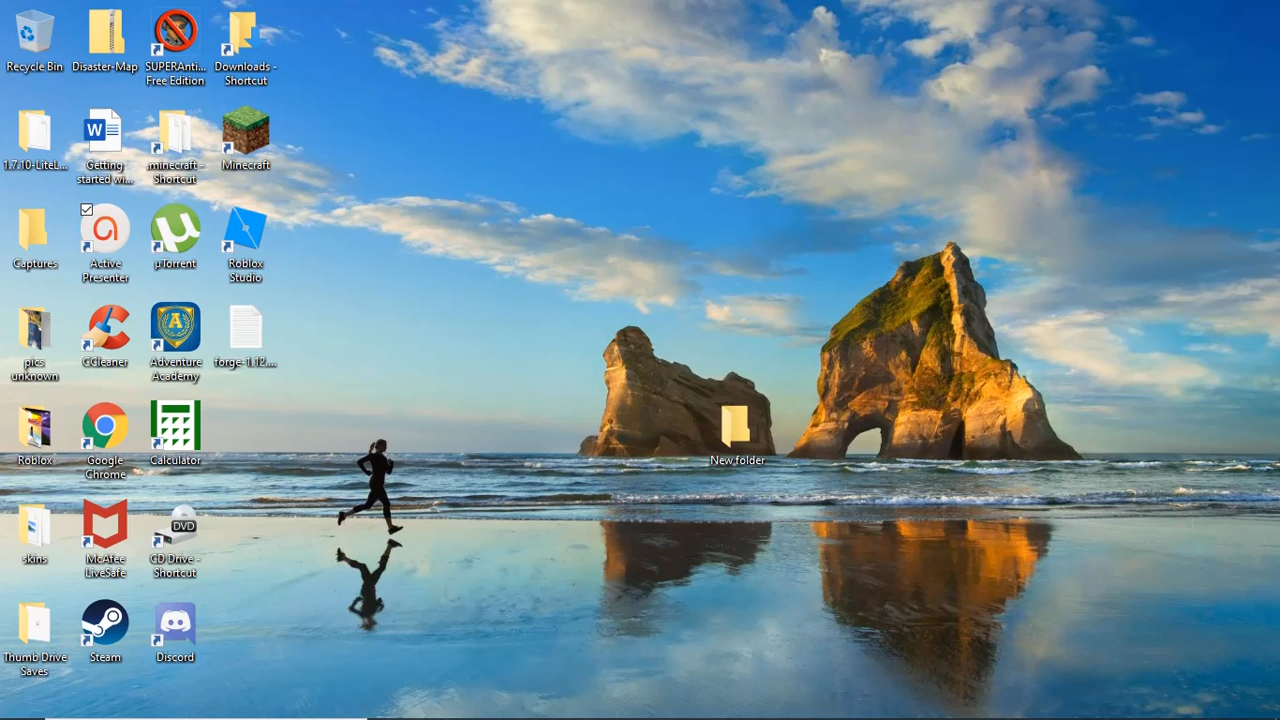 Recycle Bin
Disaster-Map
SUPERAnti...
Free Edition
Downloads -
Shortcut
1.7.10-LiteL...
W
Getting
started wi...
.minecraft -
Shortcut
Minecraft
Captures
Active
Presenter
µTorrent
Roblox
Studio
pics
unknown
CCleaner
A
Adventure
Academy
forge-1.12....
Roblox
Google
Chrome
Calculator
New folder
skins
McAfee
LiveSafe
DVD
CD Drive -
Shortcut
Thumb Drive
Saves
Steam
Discord